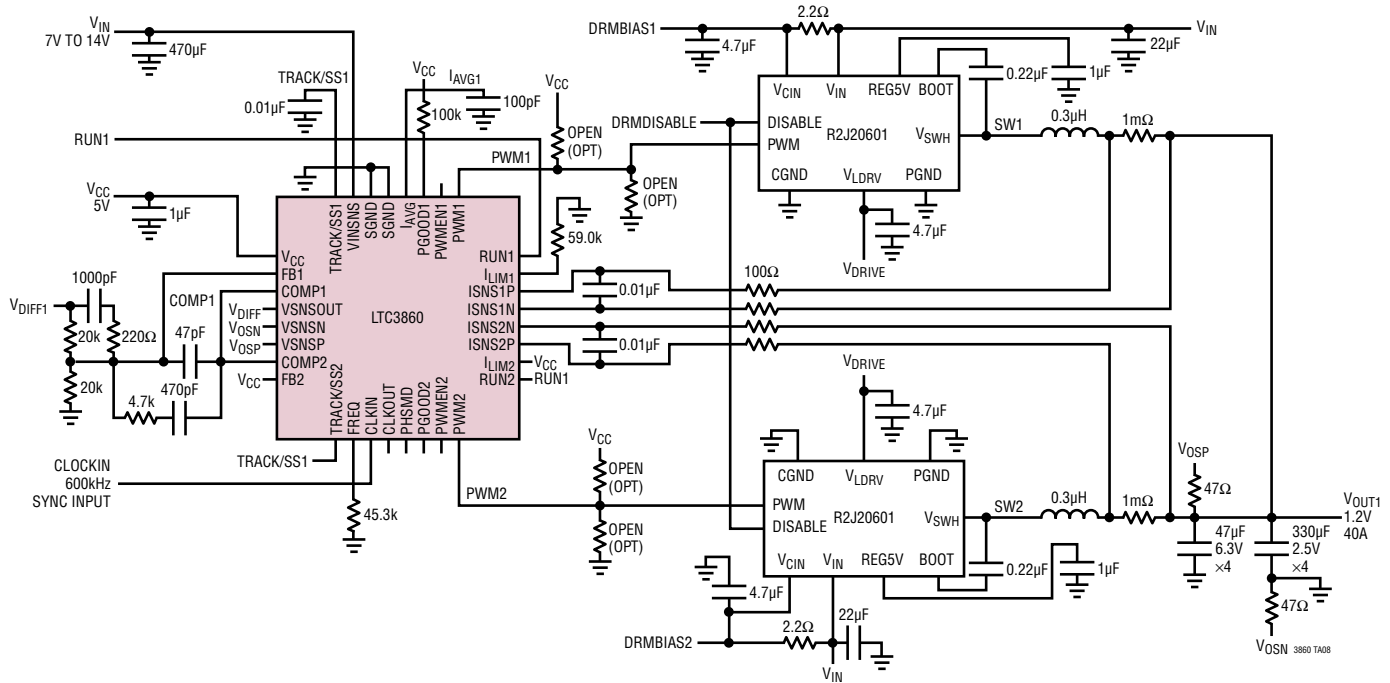 VIN
7V TO 14V
470µF
TRACK/SS1
0.01µF
VCC
IAVG1
100k
100pF
VCC
OPEN
(OPT)
RUN1
PWM1
OPEN
(OPT)
VCC
5V
1µF
59.0k
TRACK/SS1
VINSNS
SGND
SGND
IAVG
PGOOD1
PWMEN1
PWM1
VCC
FB1
COMP1
VSNSOUT
VSNSN
VSNSP
COMP2
FB2
LTC3860
RUN1
ILIM1
ISNS1P
ISNS1N
ISNS2N
ISNS2P
ILIM2
RUN2
TRACK/SS2
FREQ
CLKIN
CLKOUT
PHSMD
PGOOD2
PWMEN2
PWM2
1000pF
COMP1
VDIFF1
VDIFF
20k
220Ω
47pF
VOSN
VOSP
20k
470pF
VCC
4.7k
VCC
RUN1
TRACK/SS1
CLOCKIN
600kHz
SYNC INPUT
45.3k
PWM2
VCC
OPEN
(OPT)
OPEN
(OPT)
0.01µF
0.01µF
100Ω
DRMBIAS1
2.2Ω
VIN
4.7µF
22µF
0.22µF
1µF
VCIN
VIN
REG5V
BOOT
DRMDISABLE
DISABLE
PWM
R2J20601
VSWH
CGND
VLDRV
PGND
SW1
0.3µH
1mΩ
4.7µF
VDRIVE
VDRIVE
4.7µF
CGND
VLDRV
PGND
PWM
DISABLE
R2J20601
VSWH
VCIN
VIN
REG5V
BOOT
SW2
0.3µH
1mΩ
0.22µF
1µF
4.7µF
DRMBIAS2
2.2Ω
22µF
VIN
VOSP
47Ω
VOUT1
1.2V
40A
47µF
6.3V
×4
330µF
2.5V
×4
47Ω
VOSN
3860 TA08